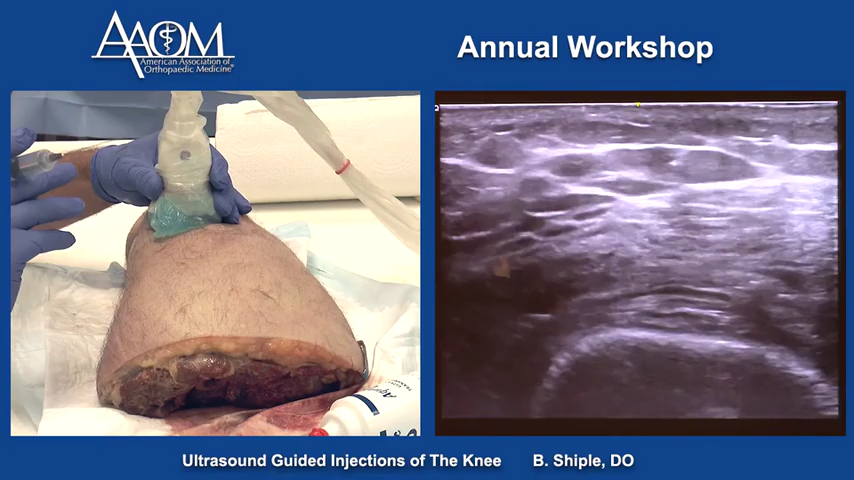 AAOM
American Association of
Orthopaedic Medicine®
Annual Workshop
Ultrasound Guided Injections of The Knee
B. Shiple, DO